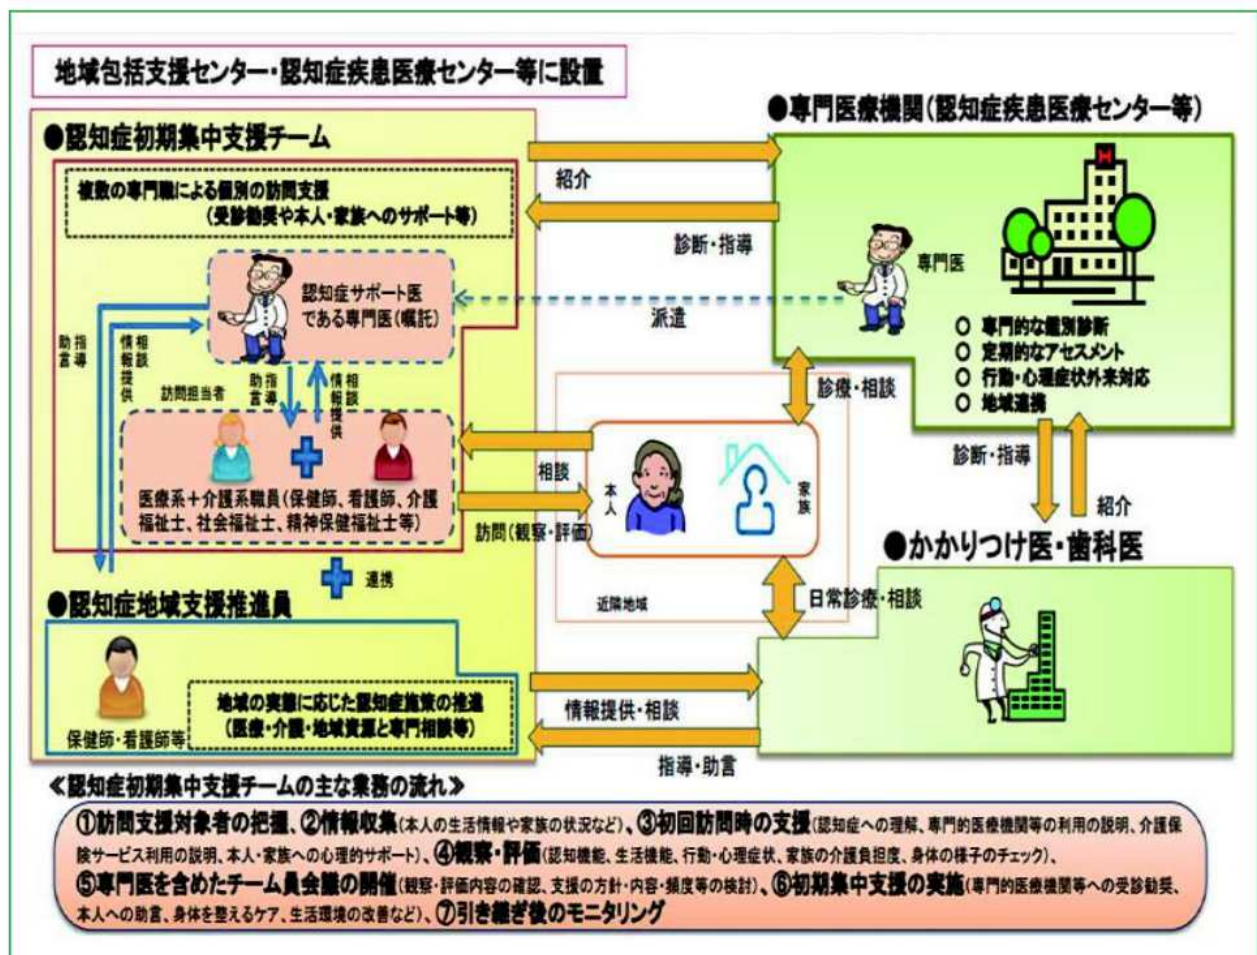 地域包括支援センター・認知症疾患医療センター等に設置
●専門医療機関(認知症疾患医療センター等)
●認知症初期集中支援チーム
複数の専門職による個別の訪問支援
(受診勧奨や本人・家族へのサポート等)
紹介
診断・指導
専門医
認知症サポート医
である専門医(嘱託)
派遣
○ 専門的な鑑別診断
○ 定期的なアセスメント
○ 行動・心理症状外来対応
○ 地域連携
指導
助言
相談
情報提供
訪問担当者
指導
助言
相談
情報提供
診療・相談
相談
本人
家族
診断・指導
紹介
医療系+介護系職員(保健師、看護師、介護
福祉士、社会福祉士、精神保健福祉士等)
訪問(観察・評価)
●かかりつけ医・歯科医
連携
近隣地域
日常診療・相談
●認知症地域支援推進員
地域の実態に応じた認知症施策の推進
(医療・介護・地域資源と専門相談等)
保健師・看護師等
情報提供・相談
指導・助言
≪認知症初期集中支援チームの主な業務の流れ≫
①訪問支援対象者の把握、②情報収集(本人の生活情報や家族の状況など)、③初回訪問時の支援(認知症への理解、専門的医療機関等の利用の説明、介護保
険サービス利用の説明、本人・家族への心理的サポート)、④観察・評価(認知機能、生活機能、行動・心理症状、家族の介護負担度、身体の様子のチェック)、
⑤専門医を含めたチーム員会議の開催(観察・評価内容の確認、支援の方針・内容・頻度等の検討)、⑥初期集中支援の実施(専門的医療機関等への受診勧奨、
本人への助言、身体を整えるケア、生活環境の改善など)、⑦引き継ぎ後のモニタリング
H